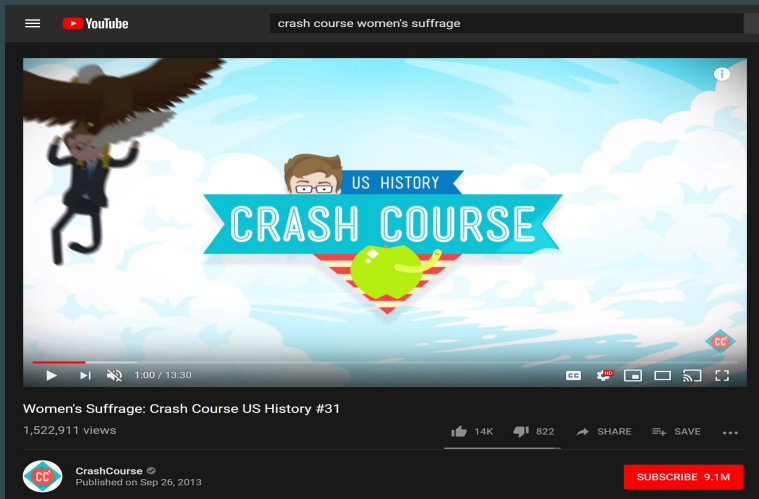 YouTube
crash course women's suffrage
i
US HISTORY
CRASH COURSE
CC
1:00 / 13:30
CC
HD
Women's Suffrage: Crash Course US History #31
1,522,911 views
14K
822
SHARE
SAVE
CC
CrashCourse
Published on Sep 26, 2013
SUBSCRIBE 9.1M